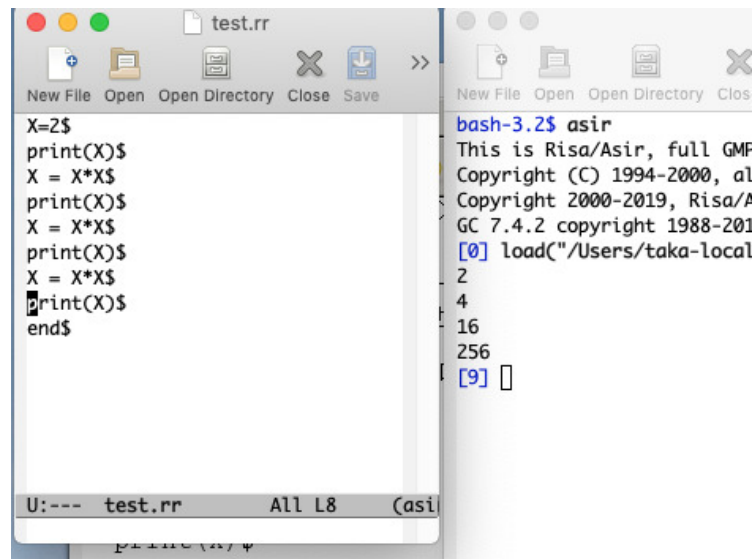 test.rr
New File Open Open Directory Close Save
X=2$
print(X)$
X = X*X$
print(X)$
X = X*X$
print(X)$
X = X*X$
print(X)$
end$
U:--- test.rr All L8 (asi
print(X)$
New File Open Open Directory Clos
bash-3.2$ asir
This is Risa/Asir, full GMP
Copyright (C) 1994-2000, al
Copyright 2000-2019, Risa/A
GC 7.4.2 copyright 1988-201
[0] load("/Users/taka-local
2
4
16
256
[9]